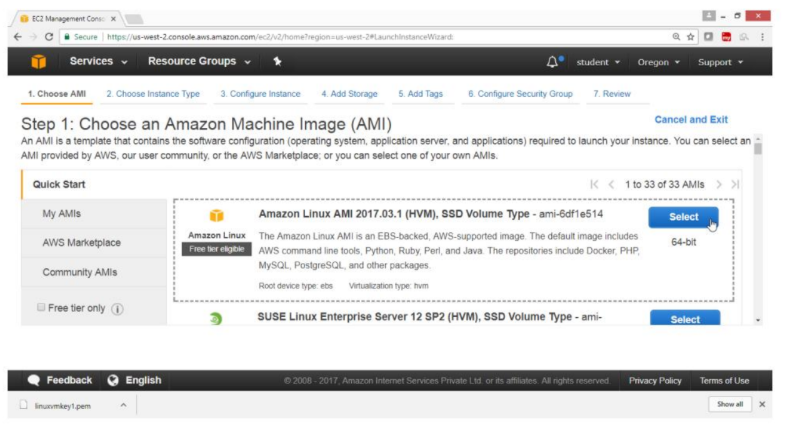 EC2 Management Conso
Secure | https://us-west-2.console.aws.amazon.com/ec2/v2/home?region=us-west-2#LaunchInstanceWizard:
Services Resource Groups student Oregon Support
1. Choose AMI 2. Choose Instance Type 3. Configure Instance 4. Add Storage 5. Add Tags 6. Configure Security Group 7. Review
Step 1: Choose an Amazon Machine Image (AMI) Cancel and Exit
An AMI is a template that contains the software configuration (operating system, application server, and applications) required to launch your instance. You can select an
AMI provided by AWS, our user community, or the AWS Marketplace; or you can select one of your own AMIs.
Quick Start 1 to 33 of 33 AMIs
My AMIs
AWS Marketplace
Community AMIs
Free tier only
Amazon Linux
Free tier eligible
Amazon Linux AMI 2017.03.1 (HVM), SSD Volume Type - ami-6df1e514
The Amazon Linux AMI is an EBS-backed, AWS-supported image. The default image includes
AWS command line tools, Python, Ruby, Perl, and Java. The repositories include Docker, PHP,
MySQL, PostgreSQL, and other packages.
Root device type: ebs Virtualization type: hvm
Select
64-bit
SUSE Linux Enterprise Server 12 SP2 (HVM), SSD Volume Type - ami-
Select
Feedback English © 2008 - 2017, Amazon Internet Services Private Ltd. or its affiliates. All rights reserved. Privacy Policy Terms of Use
linuxvmkey1.pem Show all